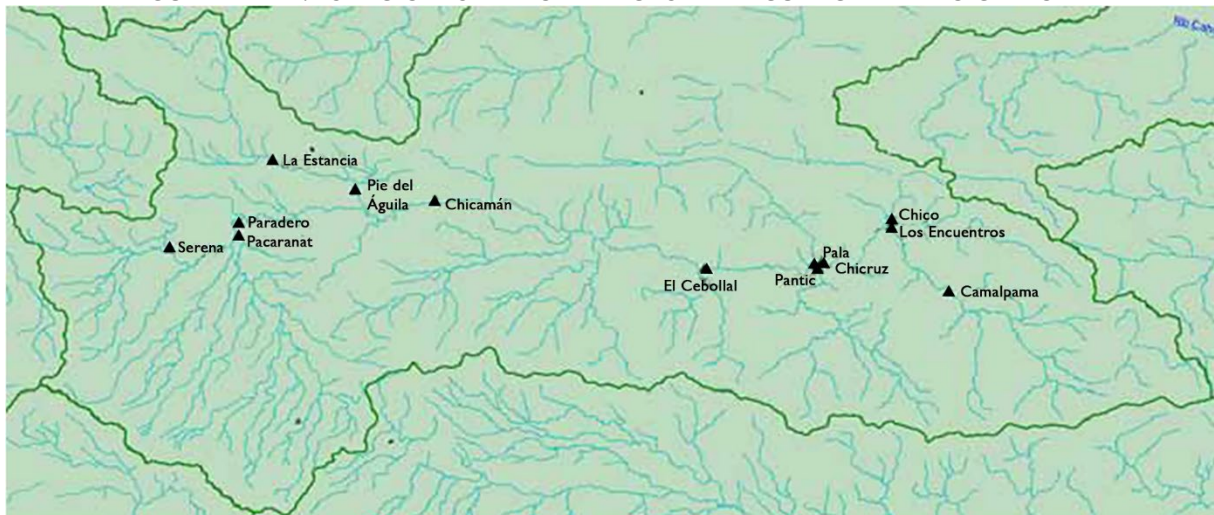 La Estancia
Pie del
Águila
Chicamán
Paradero
Pacaranat
Serena
Chico
Los Encuentros
Pala
Chicruz
Pantic
El Cebollal
Camalpama